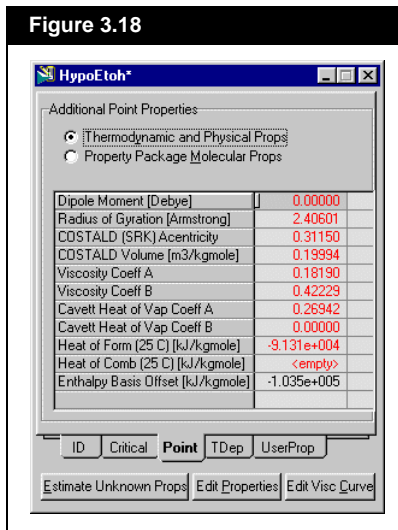 Figure 3.18
HypoEtoh*
Additional Point Properties
Thermodynamic and Physical Props
Property Package Molecular Props
Dipole Moment [Debye] 0.00000
Radius of Gyration [Armstrong] 2.40601
COSTALD (SRK) Acentricity 0.31150
COSTALD Volume [m3/kgmole] 0.19994
Viscosity Coeff A 0.18190
Viscosity Coeff B 0.42229
Cavett Heat of Vap Coeff A 0.26942
Cavett Heat of Vap Coeff B 0.00000
Heat of Form (25 C) [kJ/kgmole] -9.131e+004
Heat of Comb (25 C) [kJ/kgmole] <empty>
Enthalpy Basis Offset [kJ/kgmole] -1.035e+005
ID Critical Point TDep UserProp
Estimate Unknown Props Edit Properties Edit Visc Curve